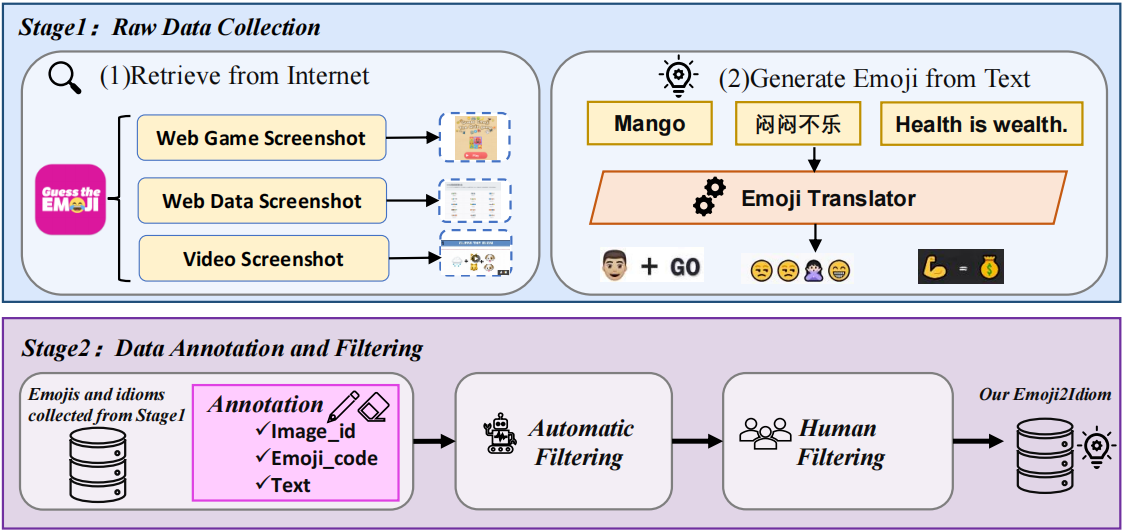 Stage1：Raw Data Collection
(1)Retrieve from Internet
Guess the
EMOJI
Web Game Screenshot
Web Data Screenshot
Video Screenshot
(2)Generate Emoji from Text
Mango
闷闷不乐
Health is wealth.
Emoji Translator
+ GO
=
Stage2：Data Annotation and Filtering
Emojis and idioms
collected from Stage1
Annotation
✓Image_id
✓Emoji_code
✓Text
Automatic
Filtering
Human
Filtering
Our Emoji2Idiom